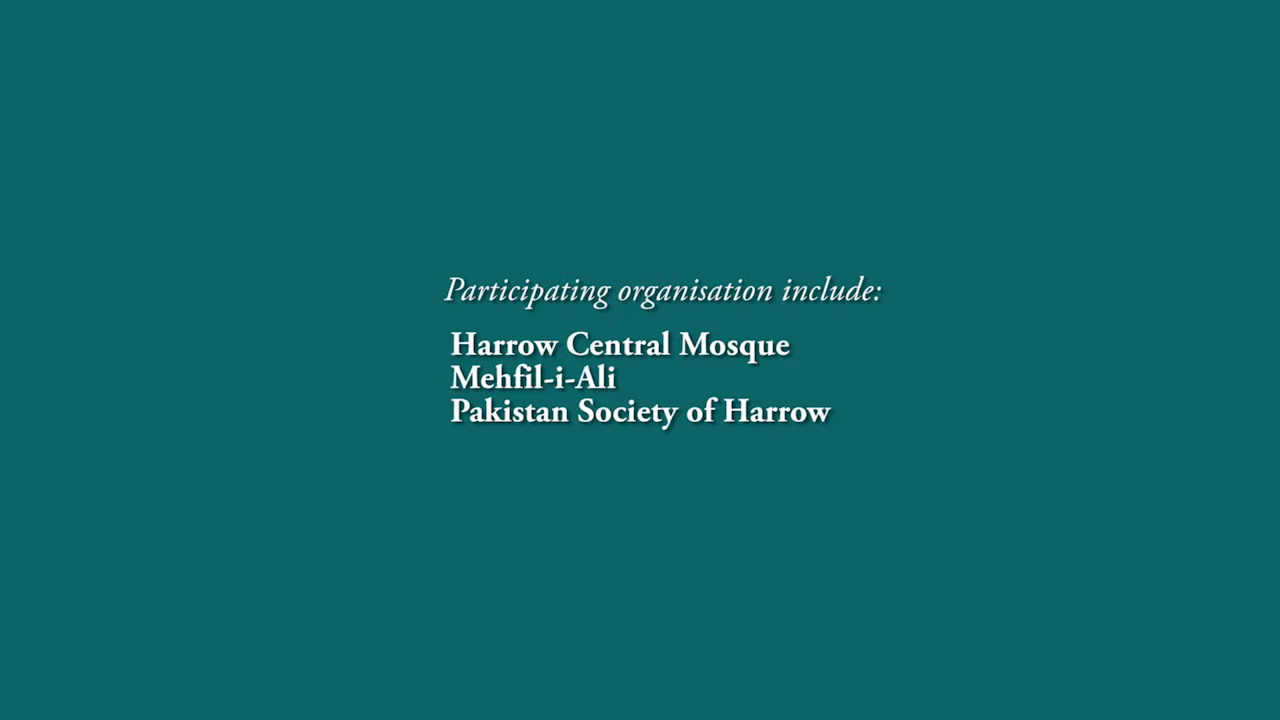 Participating organisation include:
Harrow Central Mosque
Mehfil-i-Ali
Pakistan Society of Harrow